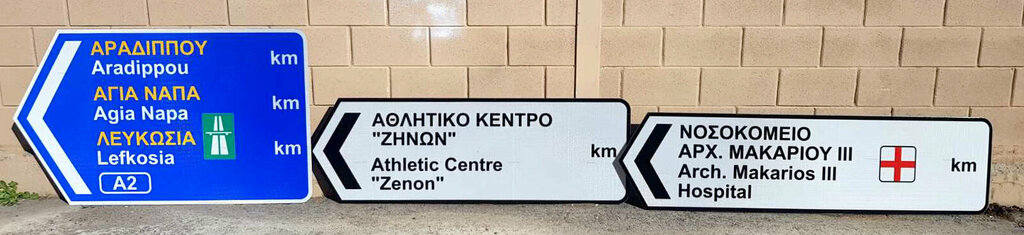 ΑΡΑΔΙΠΠΟΥ
Aradippou km
ΑΓΙΑ ΝΑΠΑ
Agia Napa km
ΛΕΥΚΩΣΙΑ
Lefkosia km
A2
ΑΘΛΗΤΙΚΟ ΚΕΝΤΡΟ
"ΖΗΝΩΝ"
km
Athletic Centre
"Zenon"
ΝΟΣΟΚΟΜΕΙΟ
ΑΡΧ. ΜΑΚΑΡΙΟΥ III
Arch. Makarios III km
Hospital